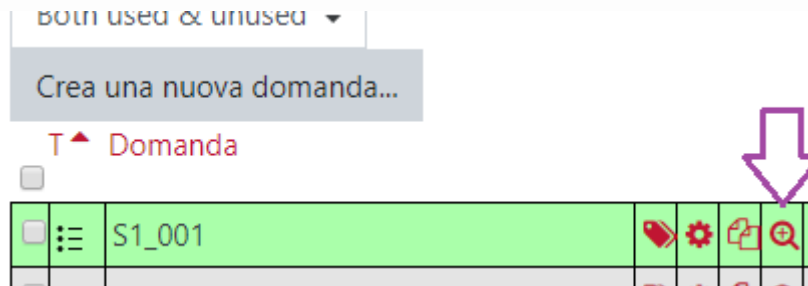 Both used & unused
Crea una nuova domanda...
T Domanda
S1_001